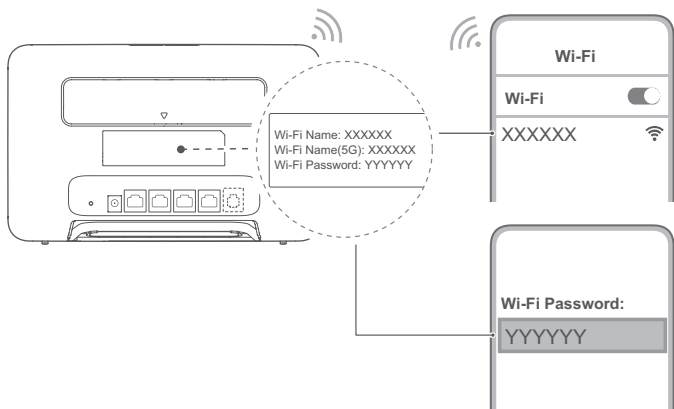 Wi-Fi Name: XXXXXX
Wi-Fi Name(5G): XXXXXX
Wi-Fi Password: YYYYYY
Wi-Fi
Wi-Fi
XXXXXX
Wi-Fi Password:
YYYYYY